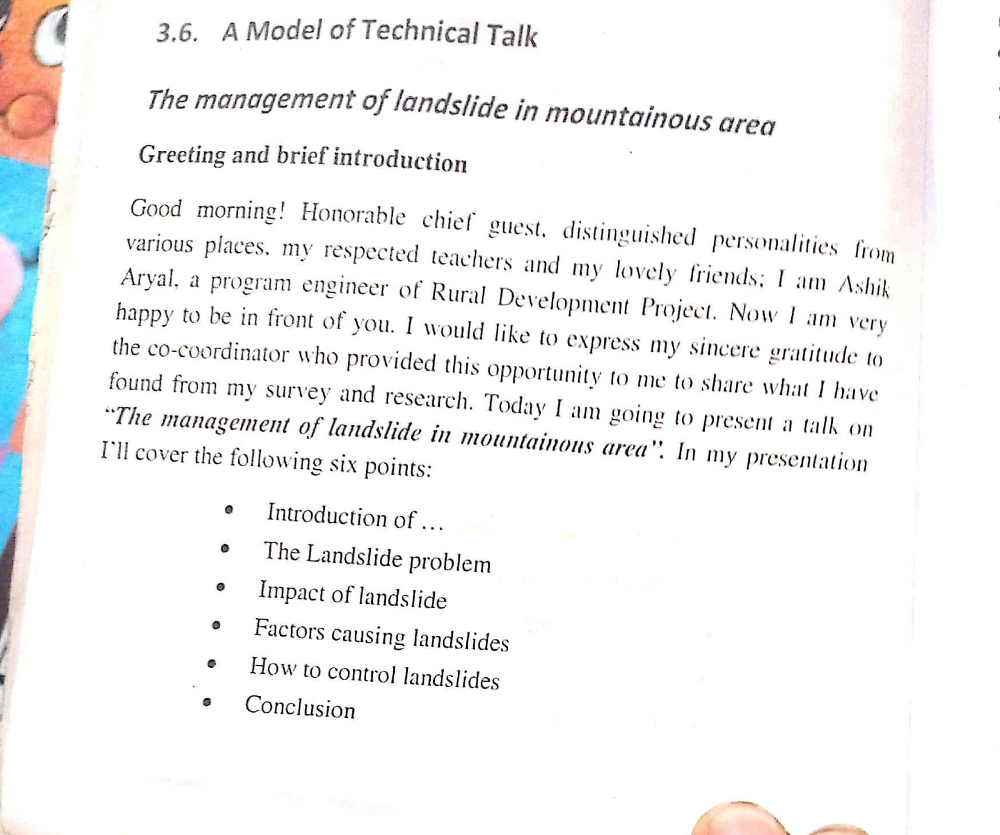 3.6. A Model of Technical Talk
The management of landslide in mountainous area
Greeting and brief introduction
Good morning! Honorable chief guest, distinguished personalities from
various places, my respected teachers and my lovely friends; I am Ashik
Aryal, a program engineer of Rural Development Project. Now I am very
happy to be in front of you. I would like to express my sincere gratitude to
the co-coordinator who provided this opportunity to me to share what I have
found from my survey and research. Today I am going to present a talk on
“The management of landslide in mountainous area”. In my presentation
I’ll cover the following six points:
• Introduction of ...
• The Landslide problem
• Impact of landslide
• Factors causing landslides
• How to control landslides
• Conclusion